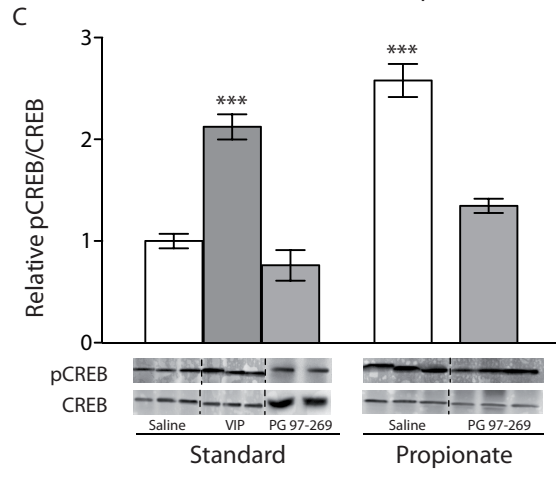 C
Relative pCREB/CREB
3
2
1
0
***
***
pCREB
CREB
Saline VIP PG 97-269 Saline PG 97-269
Standard Propionate